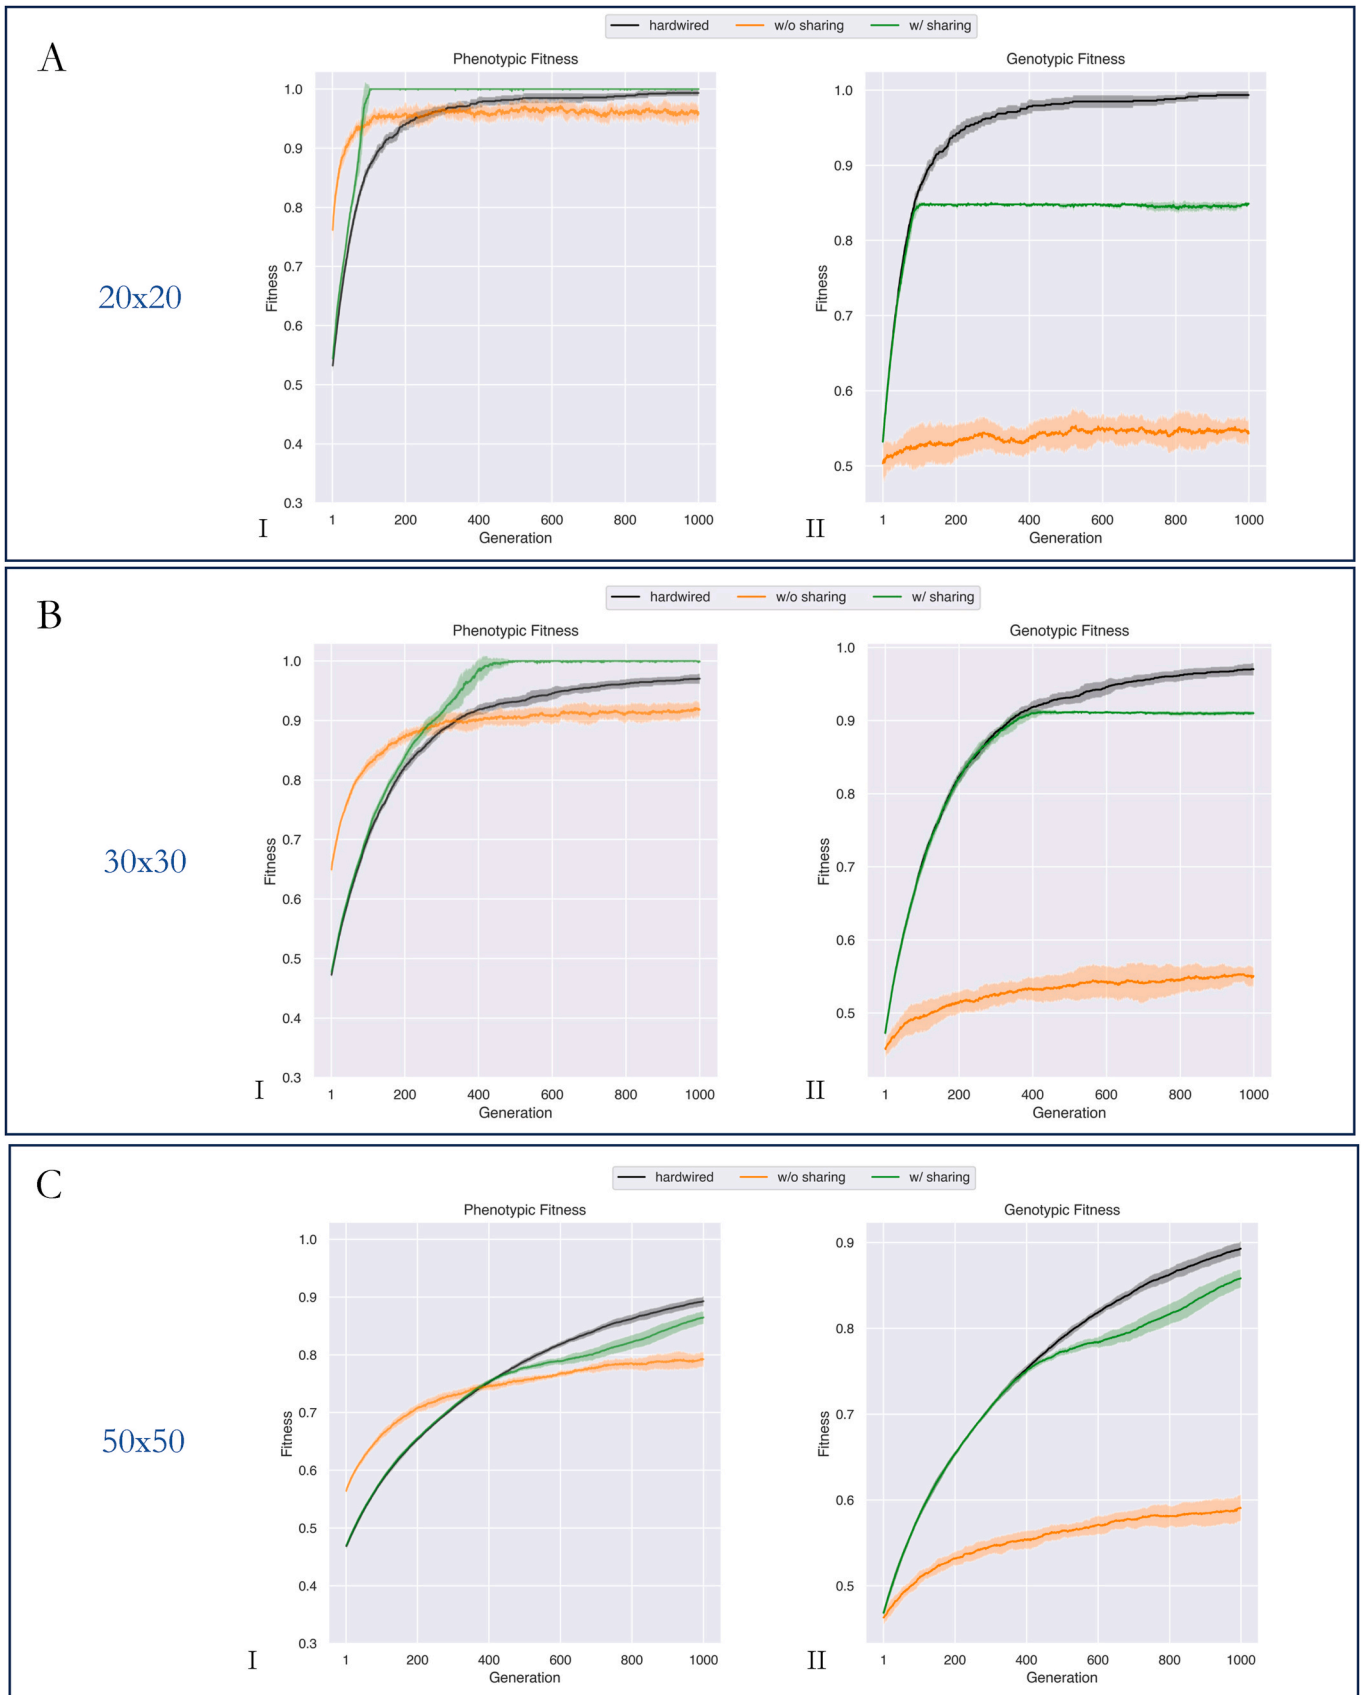 A
hardwired w/o sharing w/ sharing
Phenotypic Fitness
Genotypic Fitness
20x20
Fitness
1.0
0.9
0.8
0.7
0.6
0.5
0.4
0.3
1 200 400 600 800 1000
Generation
I
Fitness
1.0
0.9
0.8
0.7
0.6
0.5
1 200 400 600 800 1000
Generation
II
B
hardwired w/o sharing w/ sharing
Phenotypic Fitness
Genotypic Fitness
30x30
Fitness
1.0
0.9
0.8
0.7
0.6
0.5
0.4
0.3
1 200 400 600 800 1000
Generation
I
Fitness
1.0
0.9
0.8
0.7
0.6
0.5
1 200 400 600 800 1000
Generation
II
C
hardwired w/o sharing w/ sharing
Phenotypic Fitness
Genotypic Fitness
50x50
Fitness
1.0
0.9
0.8
0.7
0.6
0.5
0.4
0.3
1 200 400 600 800 1000
Generation
I
Fitness
0.9
0.8
0.7
0.6
0.5
1 200 400 600 800 1000
Generation
II